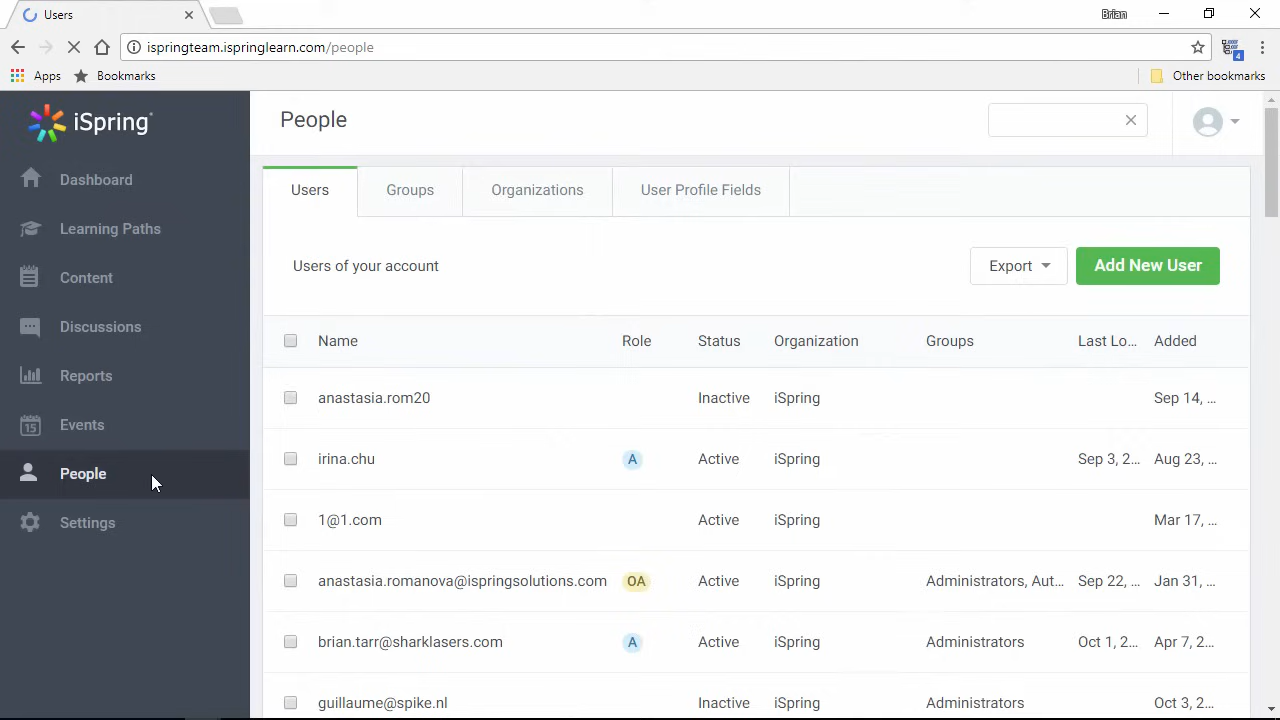 Users
Brian
ispringteam.ispringlearn.com/people
4
Apps
Bookmarks
Other bookmarks
iSpring
People
Dashboard
Learning Paths
Content
Discussions
Reports
15
Events
People
Settings
Users
Groups
Organizations
User Profile Fields
Users of your account
Export
Add New User
Name
Role
Status
Organization
Groups
Last Lo...
Added
anastasia.rom20
Inactive
iSpring
Sep 14, ...
irina.chu
A
Active
iSpring
Sep 3, 2...
Aug 23, ...
1@1.com
Active
iSpring
Mar 17, ...
anastasia.romanova@ispringsolutions.com
OA
Active
iSpring
Administrators, Aut...
Sep 22, ...
Jan 31, ...
brian.tarr@sharklasers.com
A
Active
iSpring
Administrators
Oct 1, 2...
Apr 7, 2...
guillaume@spike.nl
Inactive
iSpring
Administrators
Oct 3, 2...